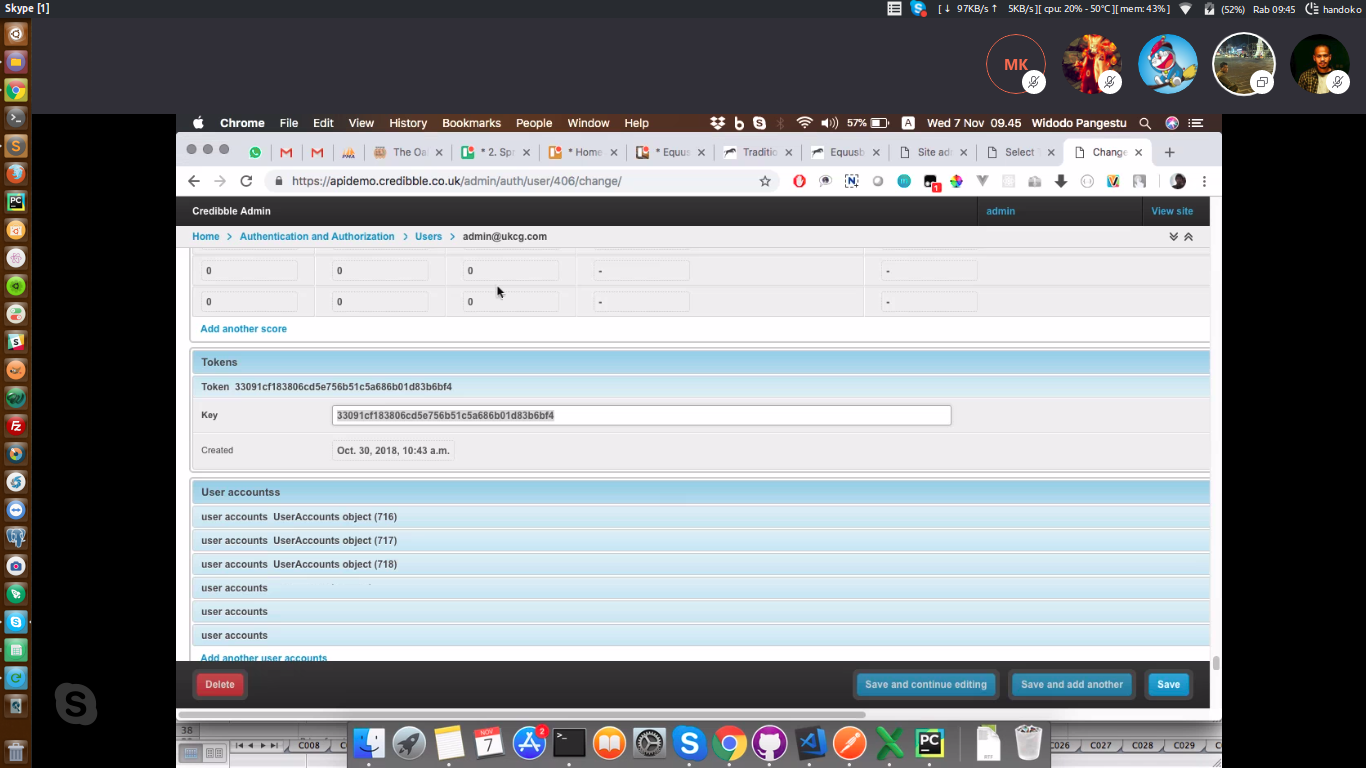 Skype [1]
[↓ 97KB/s ↑ 5KB/s][ cpu: 20% - 50°C][ mem: 43%] (52%) Rab 09:45 handoko
MK
Chrome File Edit View History Bookmarks People Window Help 57% A Wed 7 Nov 09.45 Widodo Pangestu
The Oa × * 2. Sp × * Home × * Equu × Traditio × Equusb × Site ad × Select × Change ×
https://apidemo.credibble.co.uk/admin/auth/user/406/change/
Credibble Admin admin View site
Home > Authentication and Authorization > Users > admin@ukcg.com
0 0 0 - -
0 0 0 - -
Add another score
Tokens
Token 33091cf183806cd5e756b51c5a686b01d83b6bf4
Key 33091cf183806cd5e756b51c5a686b01d83b6bf4
Created Oct. 30, 2018, 10:43 a.m.
User accountss
user accounts UserAccounts object (716)
user accounts UserAccounts object (717)
user accounts UserAccounts object (718)
user accounts
user accounts
user accounts
Add another user accounts
Delete Save and continue editing Save and add another Save
38
NOV 7 2
C008 C026 C027 C028 C029